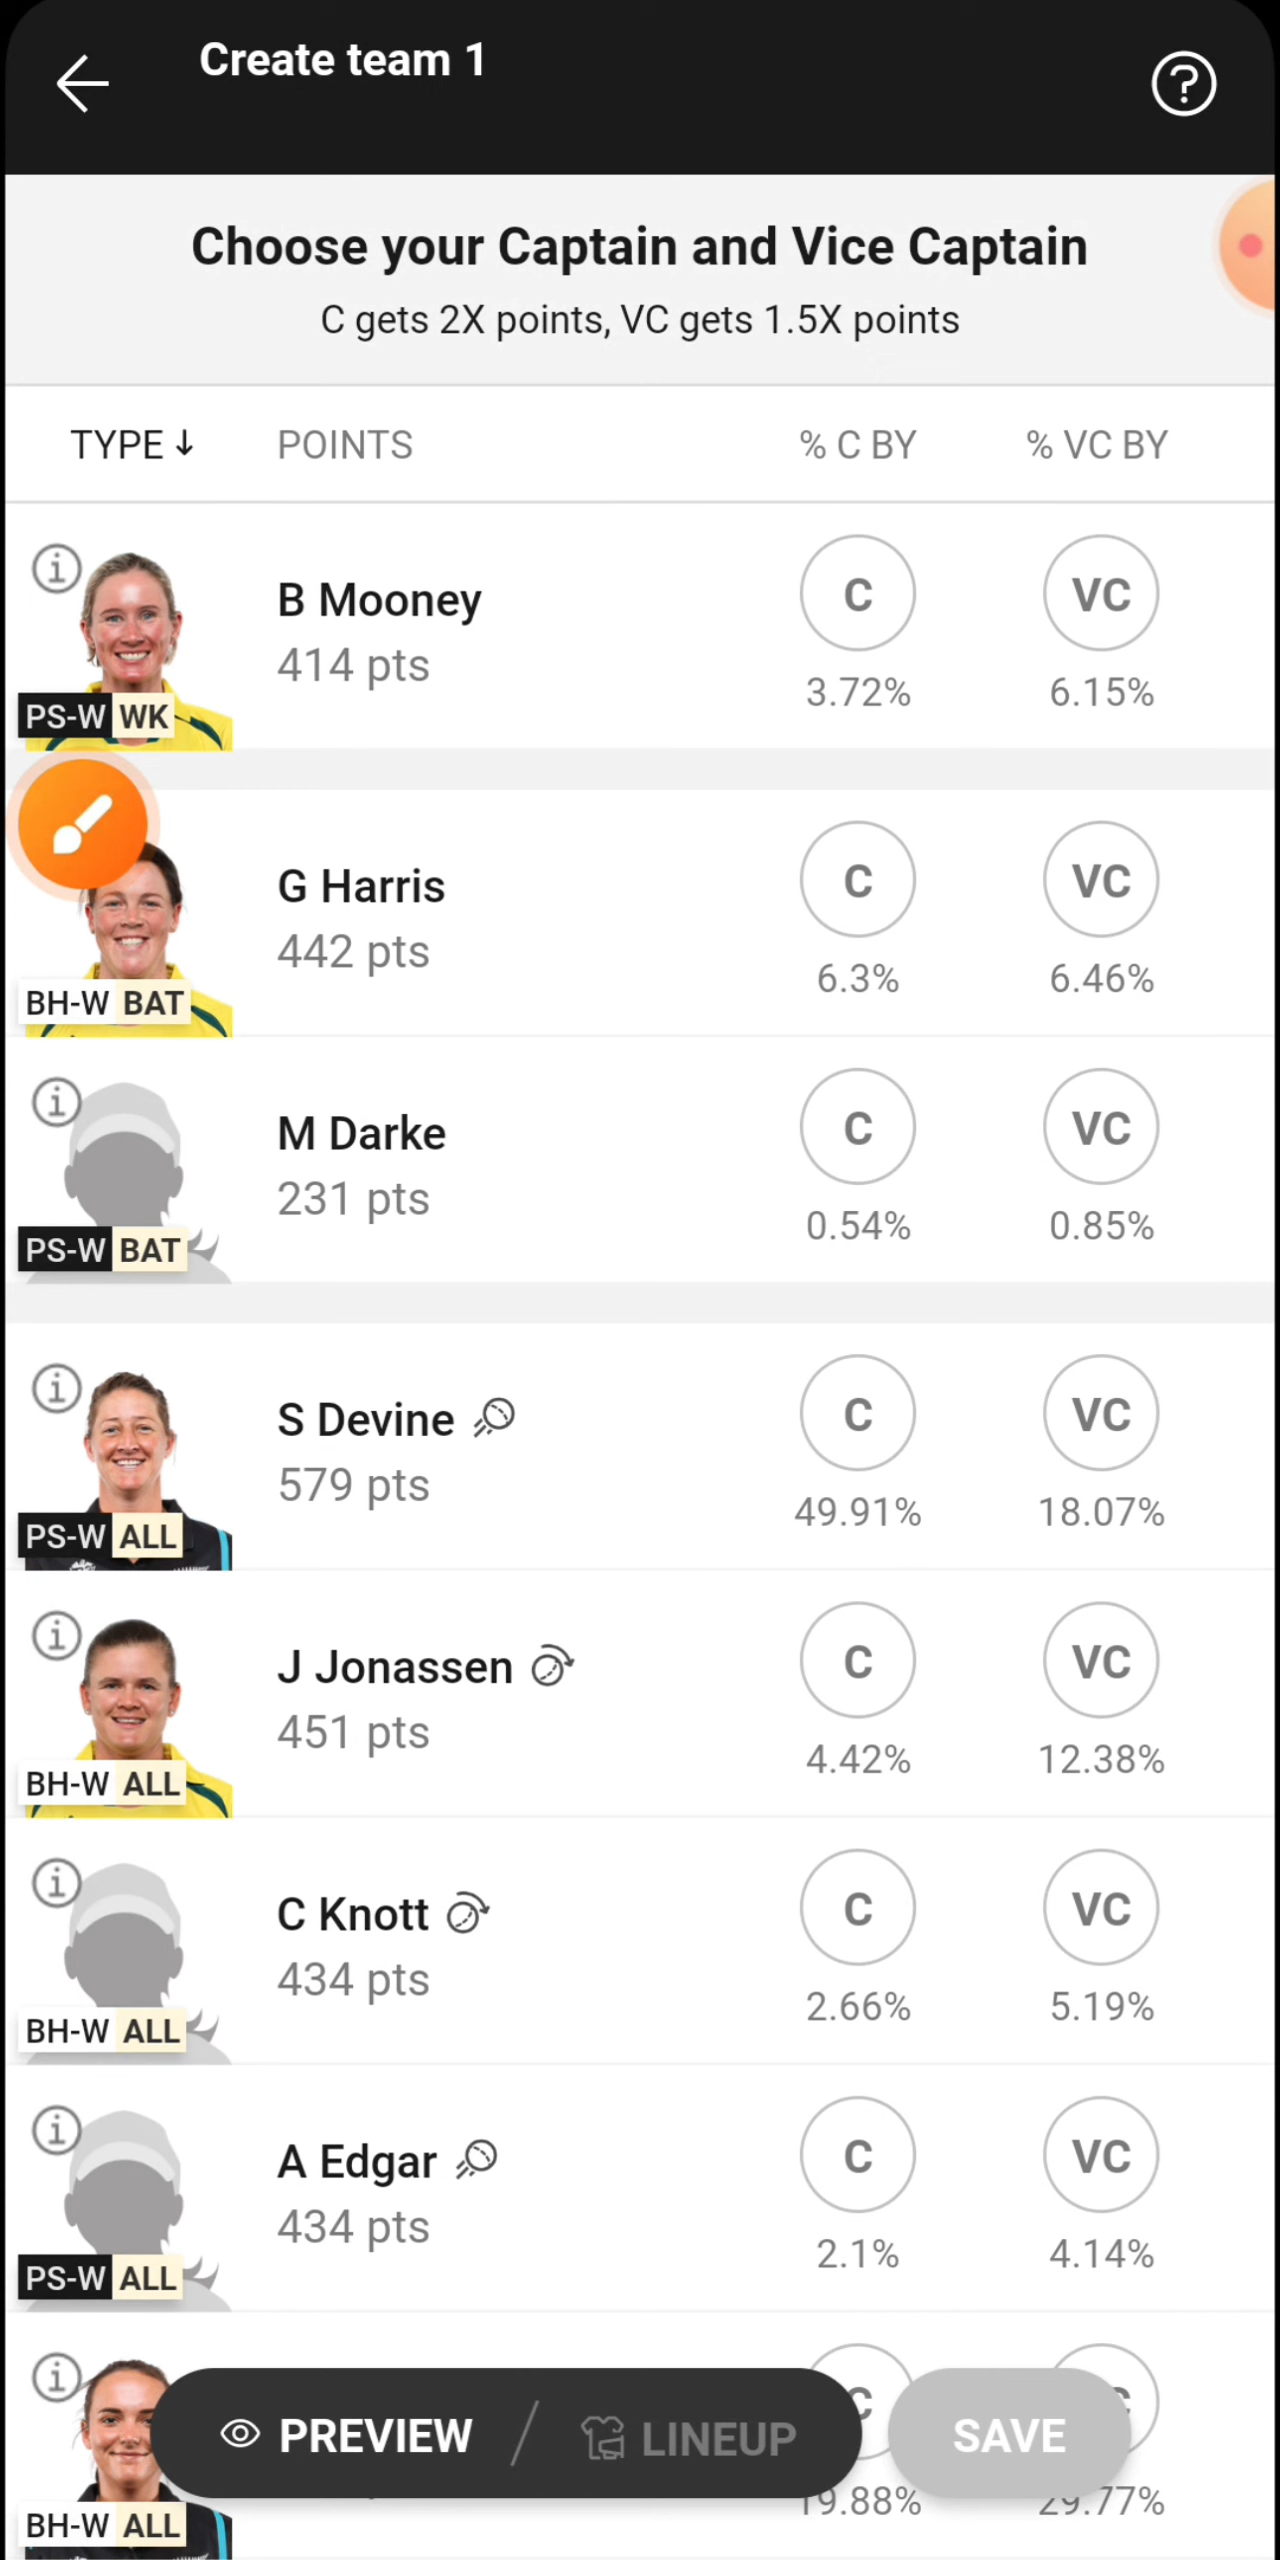 Create team 1
Choose your Captain and Vice Captain
C gets 2X points, VC gets 1.5X points
TYPE ↓ POINTS % C BY % VC BY
B Mooney C VC
414 pts 3.72% 6.15%
PS-W WK
G Harris C VC
442 pts 6.3% 6.46%
BH-W BAT
M Darke C VC
231 pts 0.54% 0.85%
PS-W BAT
S Devine C VC
579 pts 49.91% 18.07%
PS-W ALL
J Jonassen C VC
451 pts 4.42% 12.38%
BH-W ALL
C Knott C VC
434 pts 2.66% 5.19%
BH-W ALL
A Edgar C VC
434 pts 2.1% 4.14%
PS-W ALL
PREVIEW / LINEUP SAVE
19.88% 29.77%
BH-W ALL